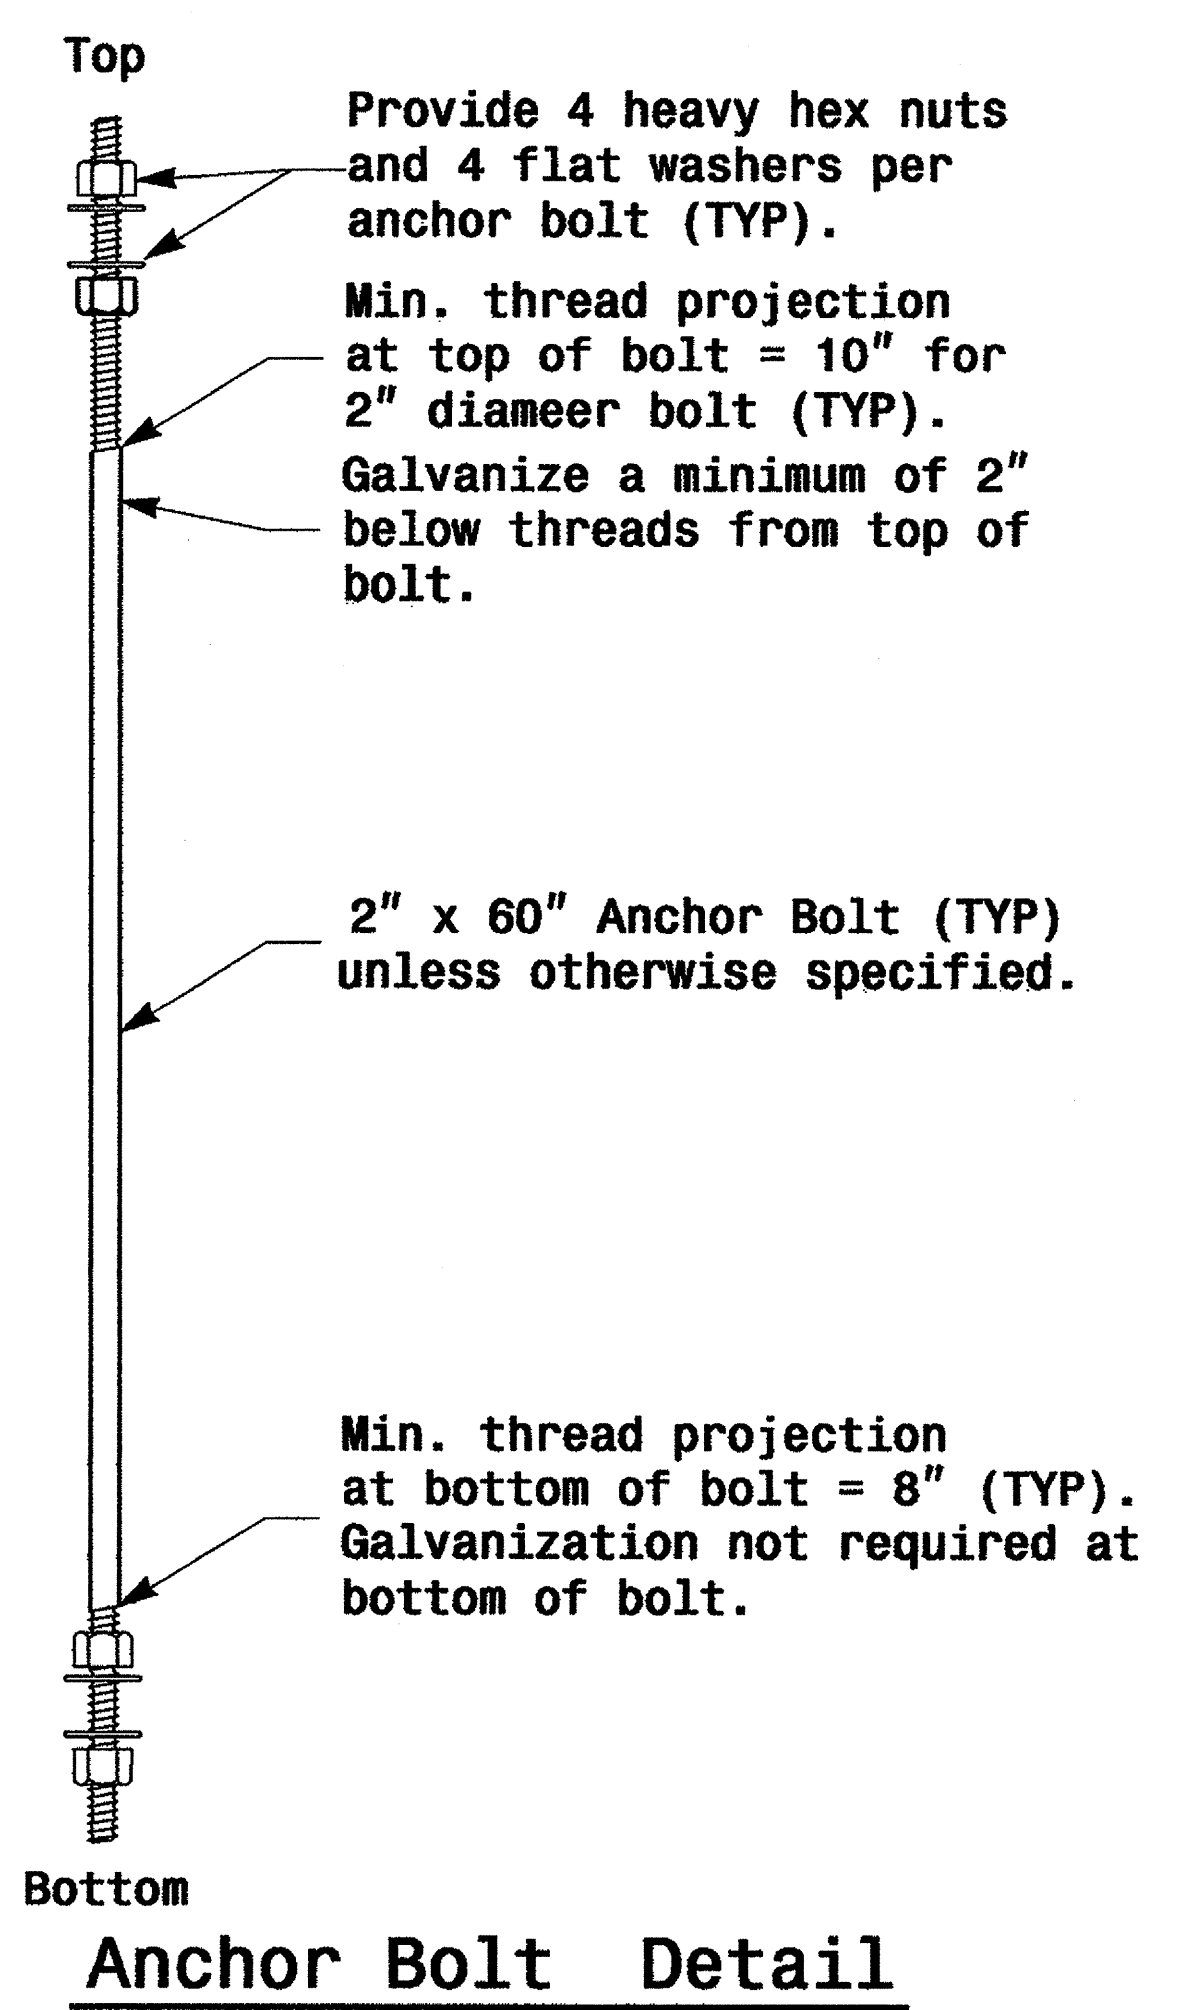 Top
Provide 4 heavy hex nuts
and 4 flat washers per
anchor bolt (TYP).
Min. thread projection
at top of bolt = 10" for
2" diameer bolt (TYP).
Galvanize a minimum of 2"
below threads from top of
bolt.
2" x 60" Anchor Bolt (TYP)
unless otherwise specified.
Min. thread projection
at bottom of bolt = 8" (TYP).
Galvanization not required at
bottom of bolt.
Bottom
Anchor Bolt Detail